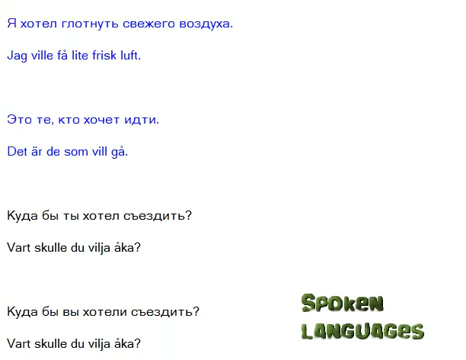 Я хотел глотнуть свежего воздуха.
Jag ville få lite frisk luft.
Это те, кто хочет идти.
Det är de som vill gå.
Куда бы ты хотел съездить?
Vart skulle du vilja åka?
Куда бы вы хотели съездить?
Vart skulle du vilja åka?
SPOKEN
LANGUAGES